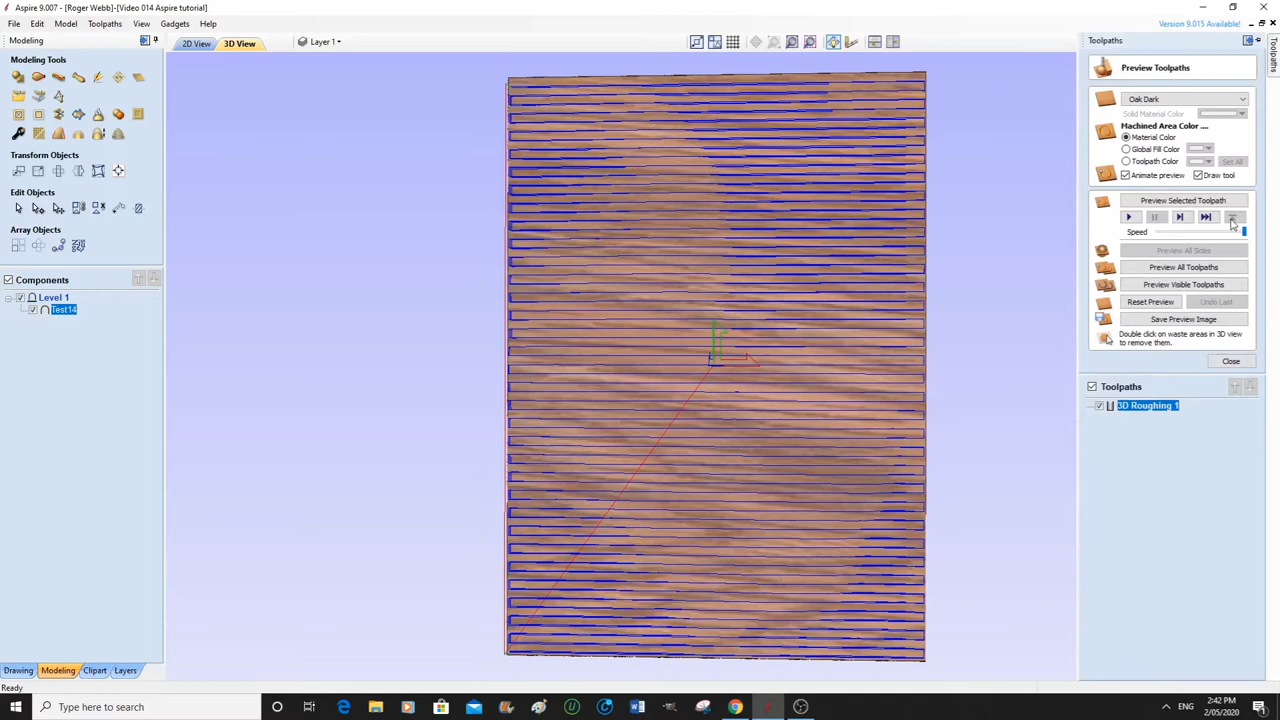 Aspire 9.007 - [Roger Webb]-[Video 014 Aspire tutorial]
File Edit Model Toolpaths View Gadgets Help
Version 9.015 Available!
Modeling
2D View 3D View Layer 1
Toolpaths
Toolpaths
Modeling Tools
Preview Toolpaths
Oak Dark
Solid Material Color
Machined Area Color ....
Material Color
Global Fill Color
Toolpath Color Set All
Transform Objects
Animate preview Draw tool
Edit Objects
Preview Selected Toolpath
Speed
Array Objects
Preview All Sides
Preview All Toolpaths
Components
Preview Visible Toolpaths
Level 1
Reset Preview Undo Last
Test14
Save Preview Image
Double click on waste areas in 3D view
to remove them.
Close
Toolpaths
3D Roughing 1
Drawing Modeling Clipart Layers
Ready
Type here to search
ENG
2:42 PM
2/05/2020